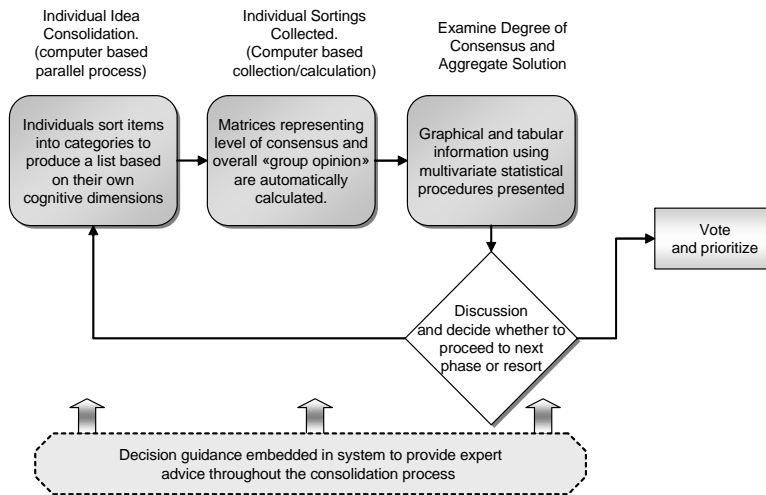 Individual Idea
Consolidation.
(computer based
parallel process)
Individual Sortings
Collected.
(Computer based
collection/calculation)
Examine Degree of
Consensus and
Aggregate Solution
Individuals sort items
into categories to
produce a list based
on their own
cognitive dimensions
Matrices representing
level of consensus and
overall «group opinion»
are automatically
calculated.
Graphical and tabular
information using
multivariate statistical
procedures presented
Vote
and prioritize
Discussion
and decide whether to
proceed to next
phase or resort
Decision guidance embedded in system to provide expert
advice throughout the consolidation process